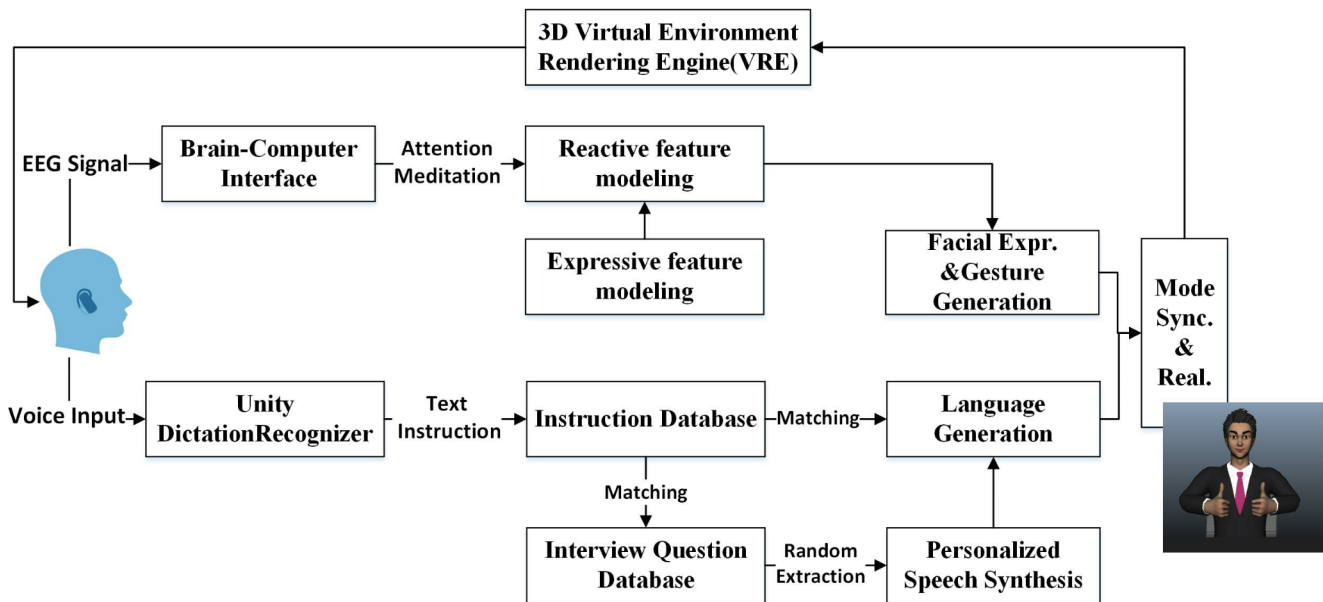 3D Virtual Environment
Rendering Engine(VRE)
EEG Signal
Brain-Computer
Interface
Attention
Meditation
Reactive feature
modeling
Expressive feature
modeling
Facial Expr.
&Gesture
Generation
Mode
Sync.
&
Real.
Voice Input
Unity
DictationRecognizer
Text
Instruction
Instruction Database
Matching
Language
Generation
Matching
Interview Question
Database
Random
Extraction
Personalized
Speech Synthesis